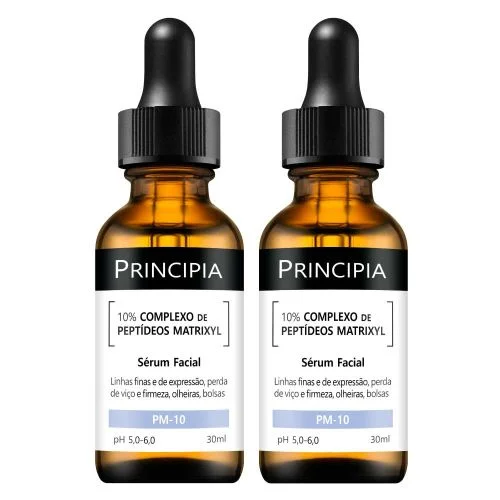 PRINCIPIA
10% COMPLEXO DE
PEPTÍDEOS MATRIXYL
Sérum Facial
Linhas finas e de expressão, perda
de viço e firmeza, olheiras, bolsas
PM-10
pH 5,0-6,0 30ml
PRINCIPIA
10% COMPLEXO DE
PEPTÍDEOS MATRIXYL
Sérum Facial
Linhas finas e de expressão, perda
de viço e firmeza, olheiras, bolsas
PM-10
pH 5,0-6,0 30ml